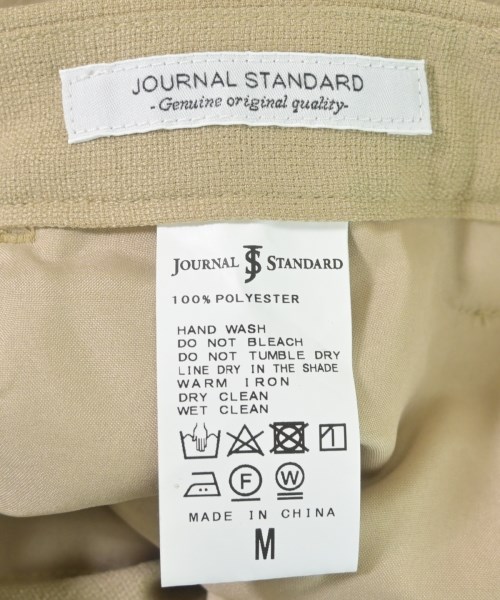 JOURNAL STANDARD
- Genuine original quality-
JOURNAL JS STANDARD
100% POLYESTER
HAND WASH
DO NOT BLEACH
DO NOT TUMBLE DRY
LINE DRY IN THE SHADE
WARM IRON
DRY CLEAN
WET CLEAN
F W
MADE IN CHINA
M